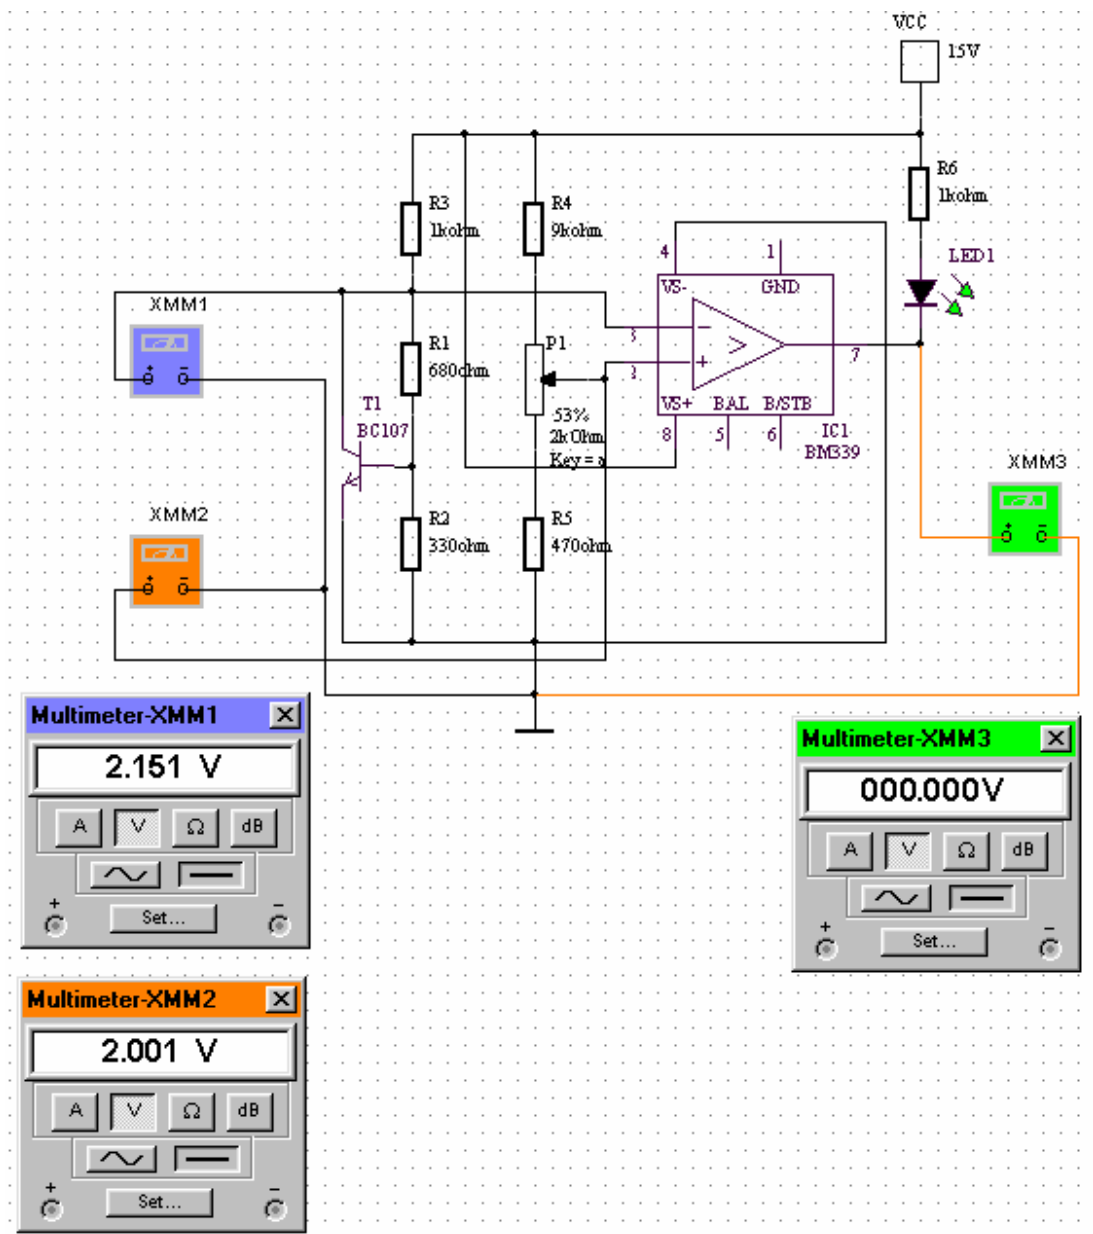 VCC
15V
R6
1kohm
R3
1kohm
R4
9kohm
LED1
4
1
VS-
GND
XMM1
R1
680ohm
P1
3
2
7
53%
2kOhm
Key = a
T1
BC107
VS+
BAL
B/STB
8
5
6
IC1
BM339
XMM3
XMM2
R2
330ohm
R5
470ohm
Multimeter-XMM1
2.151 V
A
V
Ω
dB
+
Set...
-
Multimeter-XMM3
000.000V
A
V
Ω
dB
+
Set...
-
Multimeter-XMM2
2.001 V
A
V
Ω
dB
+
Set...
-